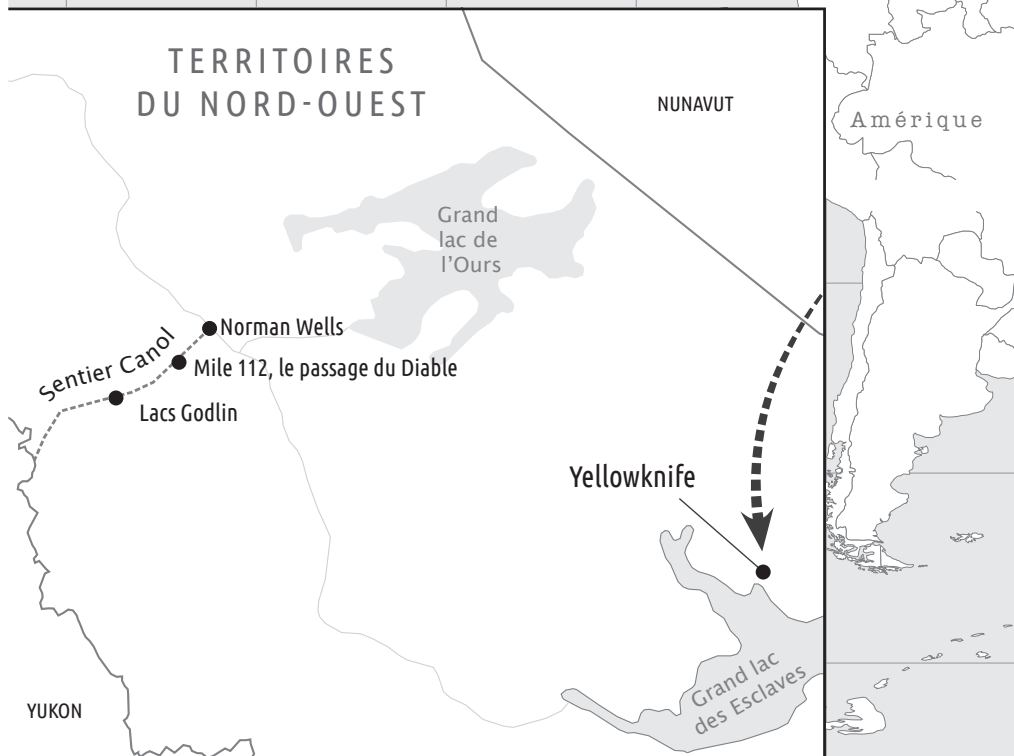 TERRITOIRES
DU NORD-OUEST
NUNAVUT
Amérique
Grand
lac de
l’Ours
Norman Wells
Sentier Canol
Mile 112, le passage du Diable
Lacs Godlin
Yellowknife
Grand lac
des Esclaves
YUKON